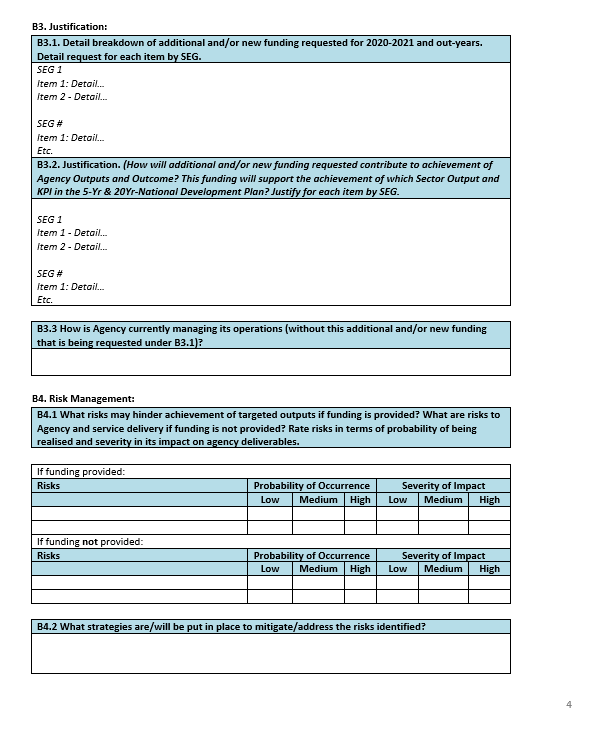 B3. Justification:
B3.1. Detail breakdown of additional and/or new funding requested for 2020-2021 and out-years.
Detail request for each item by SEG.
SEG 1
Item 1: Detail…
Item 2 - Detail…
SEG #
Item 1: Detail…
Etc.
B3.2. Justification. (How will additional and/or new funding requested contribute to achievement of
Agency Outputs and Outcome? This funding will support the achievement of which Sector Output and
KPI in the 5-Yr & 20Yr-National Development Plan? Justify for each item by SEG.
SEG 1
Item 1 - Detail…
Item 2 - Detail…
SEG #
Item 1: Detail…
Etc.
B3.3 How is Agency currently managing its operations (without this additional and/or new funding
that is being requested under B3.1)?
B4. Risk Management:
B4.1 What risks may hinder achievement of targeted outputs if funding is provided? What are risks to
Agency and service delivery if funding is not provided? Rate risks in terms of probability of being
realised and severity in its impact on agency deliverables.
If funding provided:
Risks Probability of Occurrence Severity of Impact
Low Medium High Low Medium High
If funding not provided:
Risks Probability of Occurrence Severity of Impact
Low Medium High Low Medium High
B4.2 What strategies are/will be put in place to mitigate/address the risks identified?
4